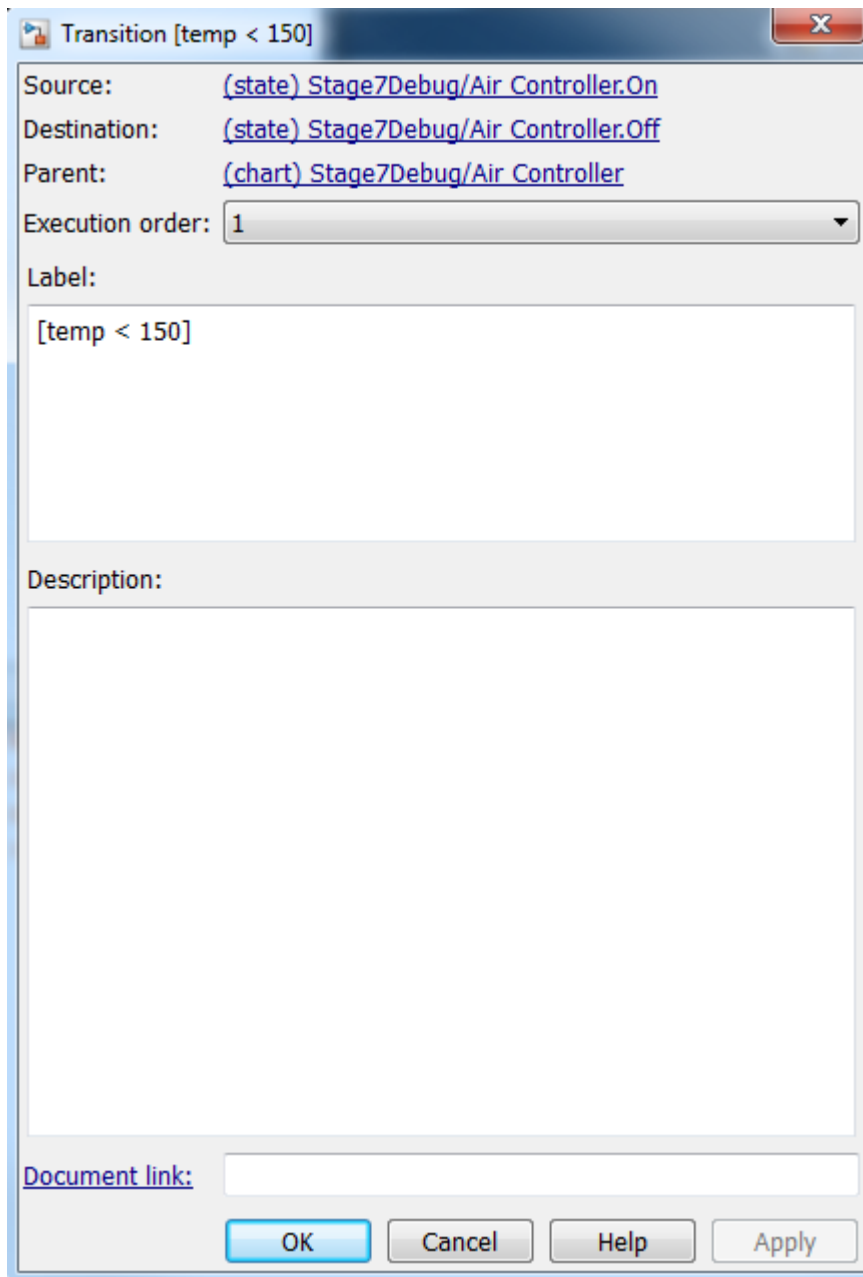 Transition [temp < 150]
Source: (state) Stage7Debug/Air Controller.On
Destination: (state) Stage7Debug/Air Controller.Off
Parent: (chart) Stage7Debug/Air Controller
Execution order: 1
Label:
[temp < 150]
Description:
Document link:
OK Cancel Help Apply